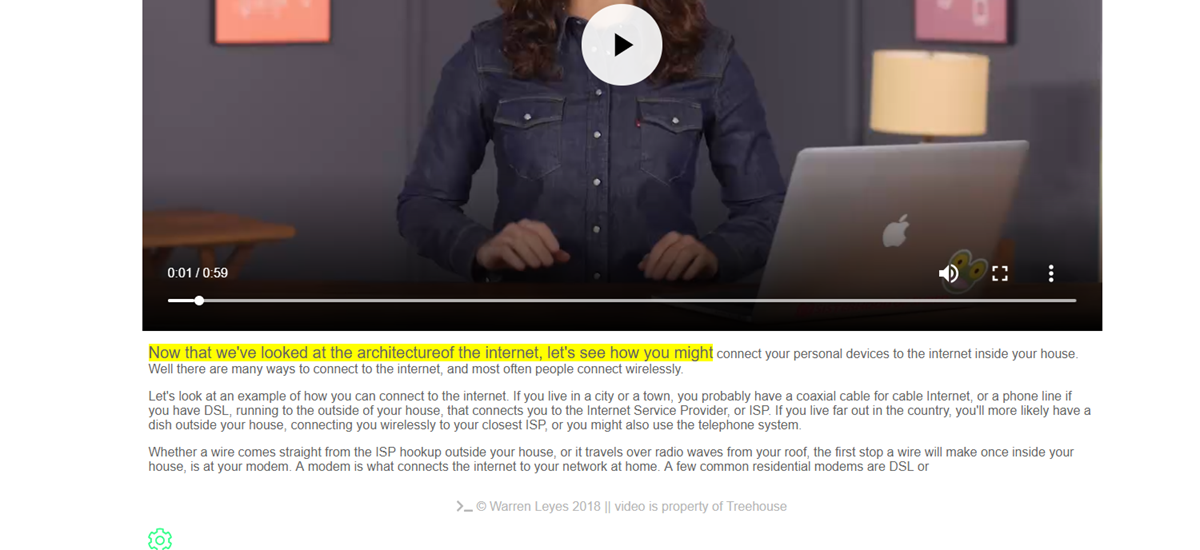 0:01 / 0:59
Now that we've looked at the architectureof the internet, let's see how you might connect your personal devices to the internet inside your house.
Well there are many ways to connect to the internet, and most often people connect wirelessly.
Let's look at an example of how you can connect to the internet. If you live in a city or a town, you probably have a coaxial cable for cable Internet, or a phone line if
you have DSL, running to the outside of your house, that connects you to the Internet Service Provider, or ISP. If you live far out in the country, you'll more likely have a
dish outside your house, connecting you wirelessly to your closest ISP, or you might also use the telephone system.
Whether a wire comes straight from the ISP hookup outside your house, or it travels over radio waves from your roof, the first stop a wire will make once inside your
house, is at your modem. A modem is what connects the internet to your network at home. A few common residential modems are DSL or
© Warren Leyes 2018 || video is property of Treehouse